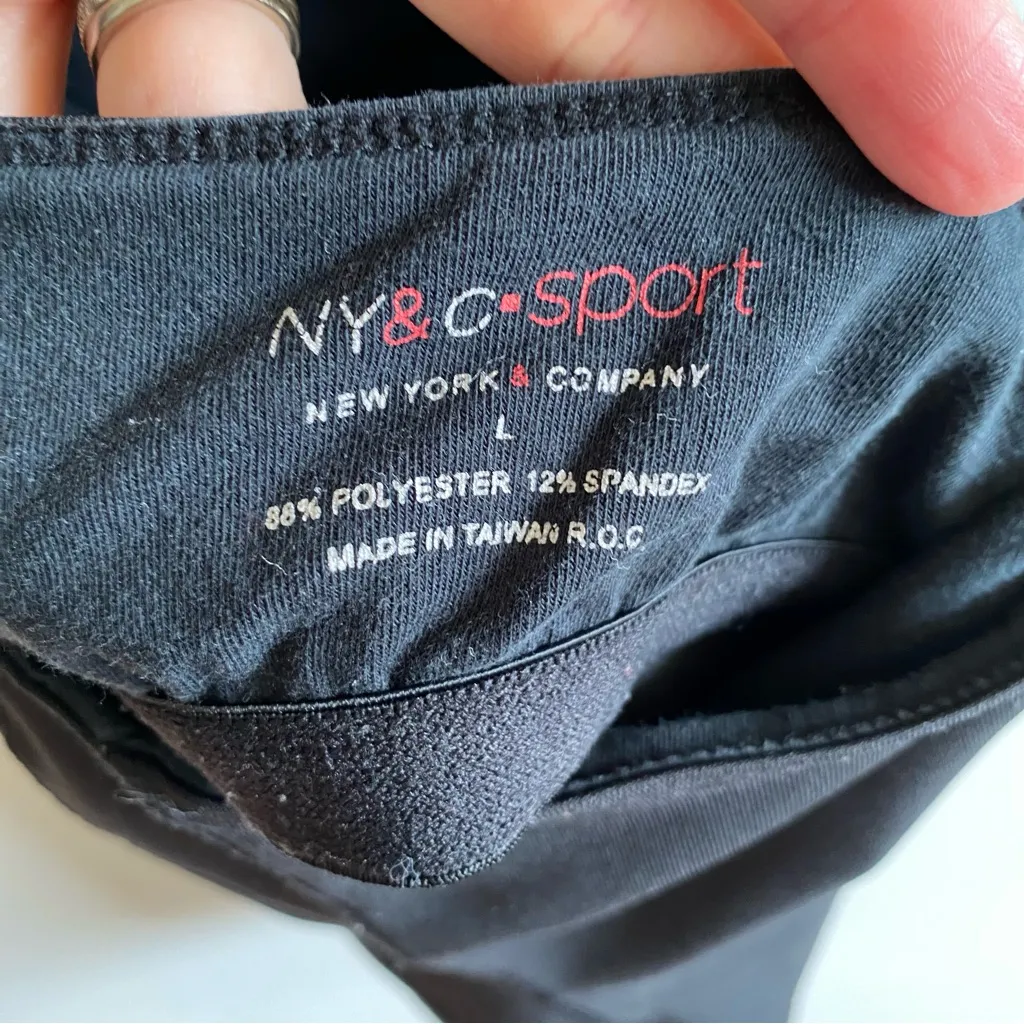 NY&C•sport
NEW YORK & COMPANY
L
88% POLYESTER 12% SPANDEX
MADE IN TAIWAN R.O.C